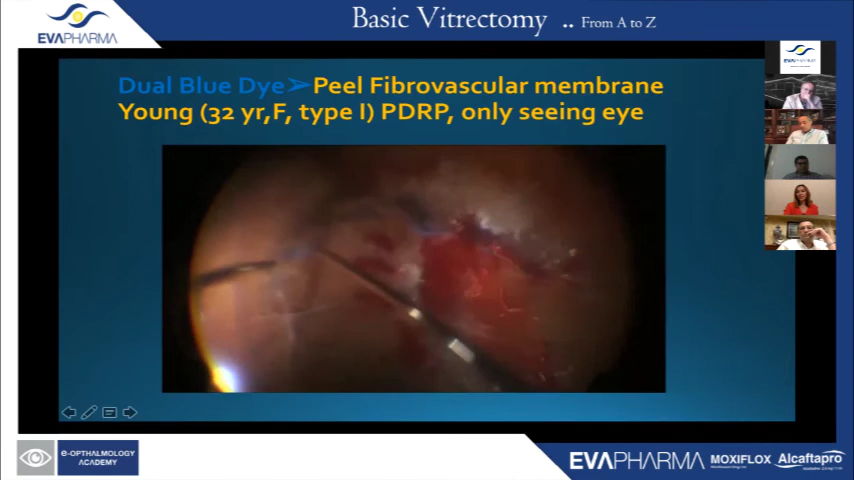 Basic Vitrectomy .. From A to Z
EVAPHARMA
Dual Blue Dye➢Peel Fibrovascular membrane
Young (32 yr,F, type I) PDRP, only seeing eye
EVAPHARMA
e-OPTHALMOLOGY
ACADEMY
EVAPHARMA MOXIFLOX Alcaftapro